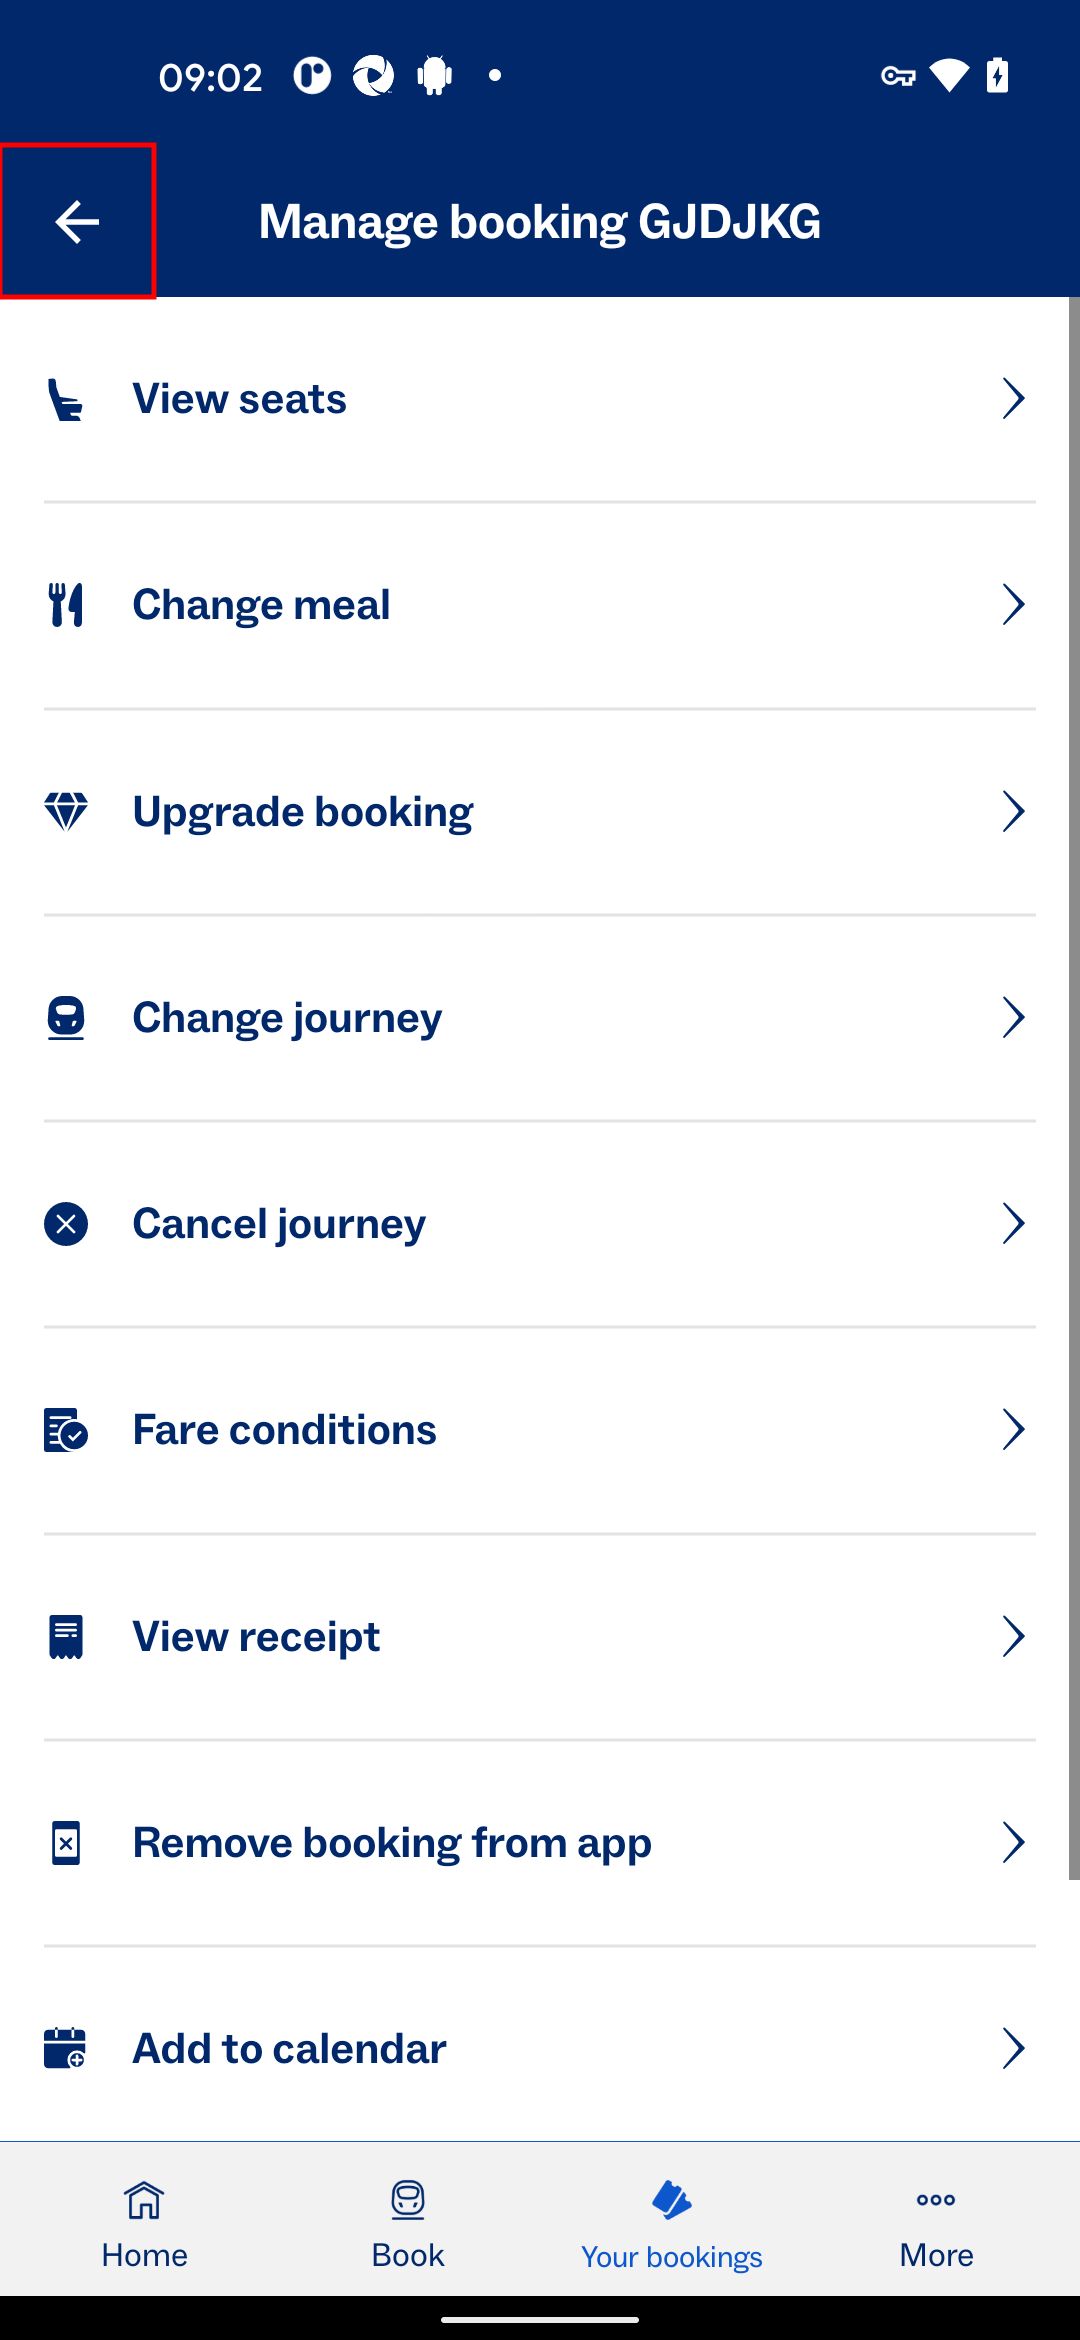 09:02
Manage booking GJDJKG
View seats
Change meal
Upgrade booking
Change journey
Cancel journey
Fare conditions
View receipt
Remove booking from app
Add to calendar
Home
Book
Your bookings
More